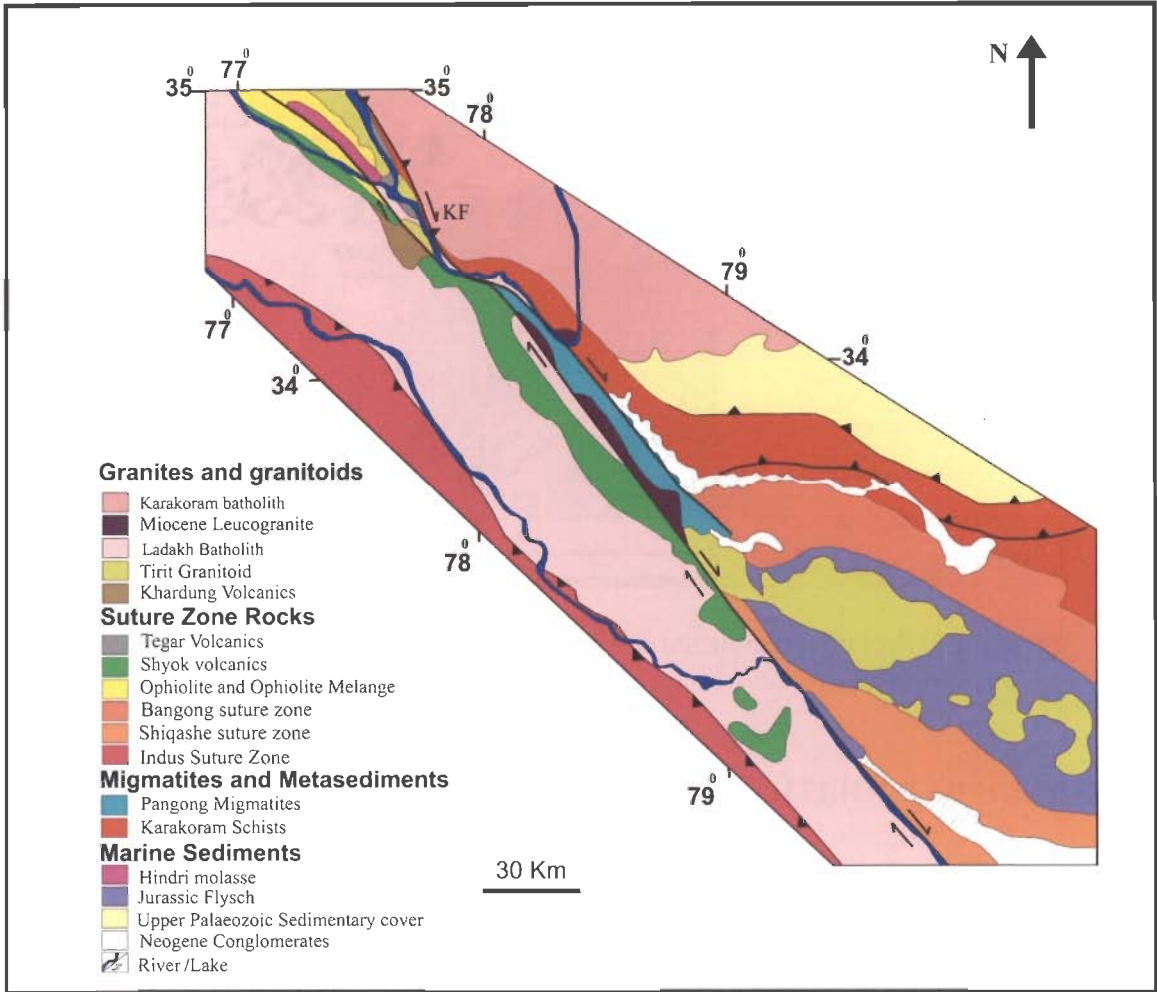 N
35⁰
77⁰
35⁰
78⁰
KF
79⁰
77⁰
34⁰
34⁰
Granites and granitoids
Karakoram batholith
Miocene Leucogranite
Ladakh Batholith
Tirit Granitoid
Khardung Volcanics
78⁰
Suture Zone Rocks
Tegar Volcanics
Shyok volcanics
Ophiolite and Ophiolite Melange
Bangong suture zone
Shiqashe suture zone
Indus Suture Zone
Migmatites and Metasediments
Pangong Migmatites
Karakoram Schists
79⁰
Marine Sediments
Hindri molasse
Jurassic Flysch
Upper Palaeozoic Sedimentary cover
Neogene Conglomerates
River/Lake
30 Km